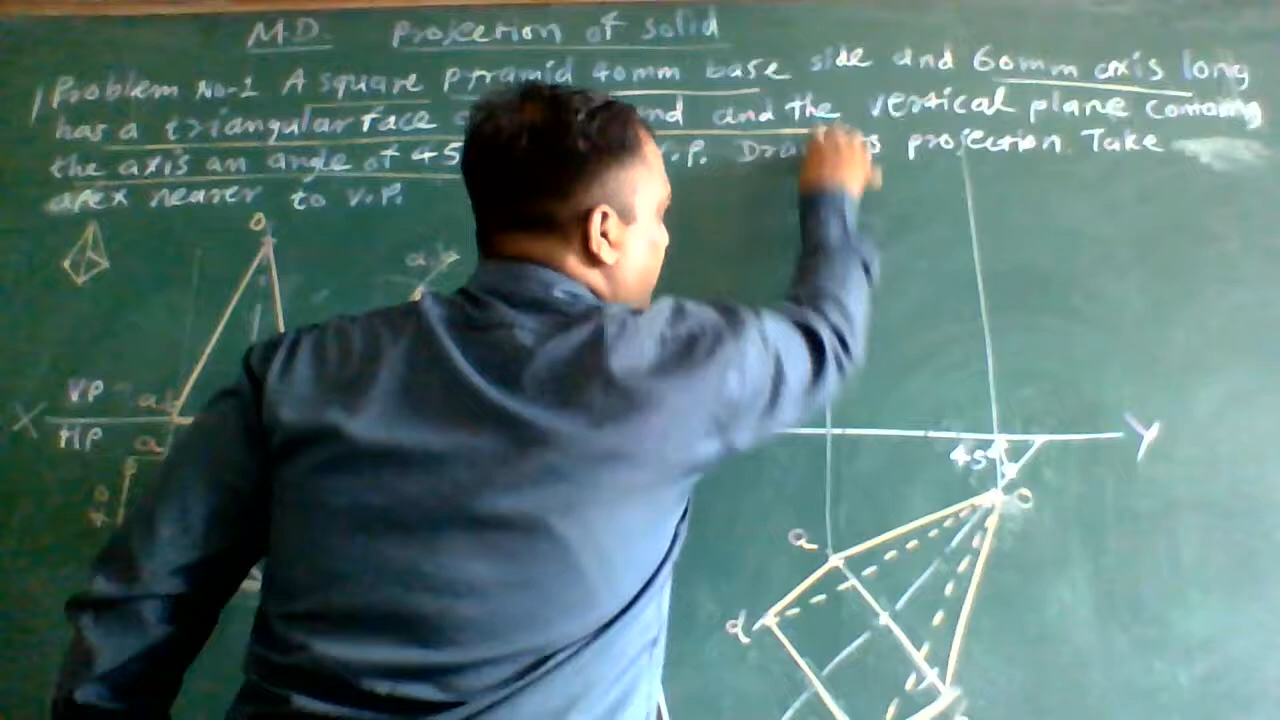 M.D. Projection of solid
Problem No-1 A square pyramid 40mm base side and 60mm axis long
has a triangular face and and the vertical plane containing
the axis an angle of 45 V.P. projection Take
apex nearer to V.P.
o
VP
X
HP
a
Y
45
o
a
d